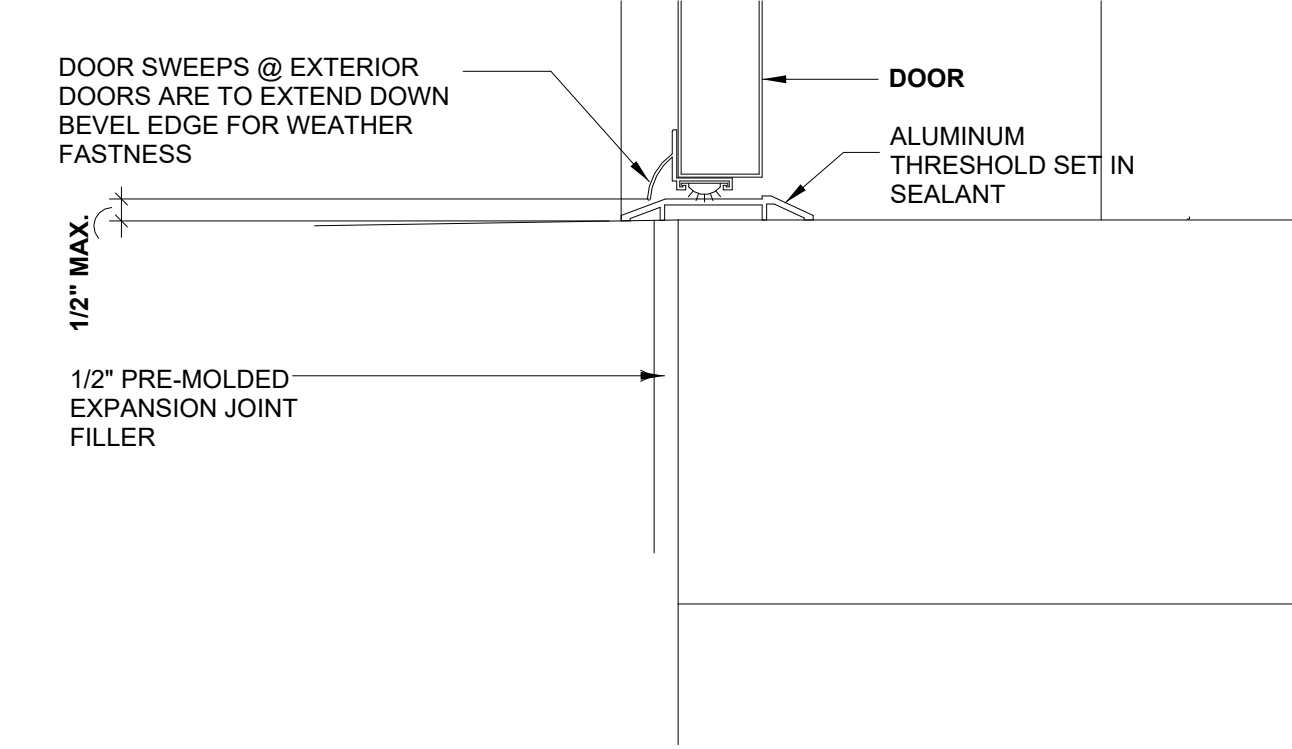 DOOR SWEEPS @ EXTERIOR
DOORS ARE TO EXTEND DOWN
BEVEL EDGE FOR WEATHER
FASTNESS
DOOR
ALUMINUM
THRESHOLD SET IN
SEALANT
1/2" MAX.
1/2" PRE-MOLDED
EXPANSION JOINT
FILLER